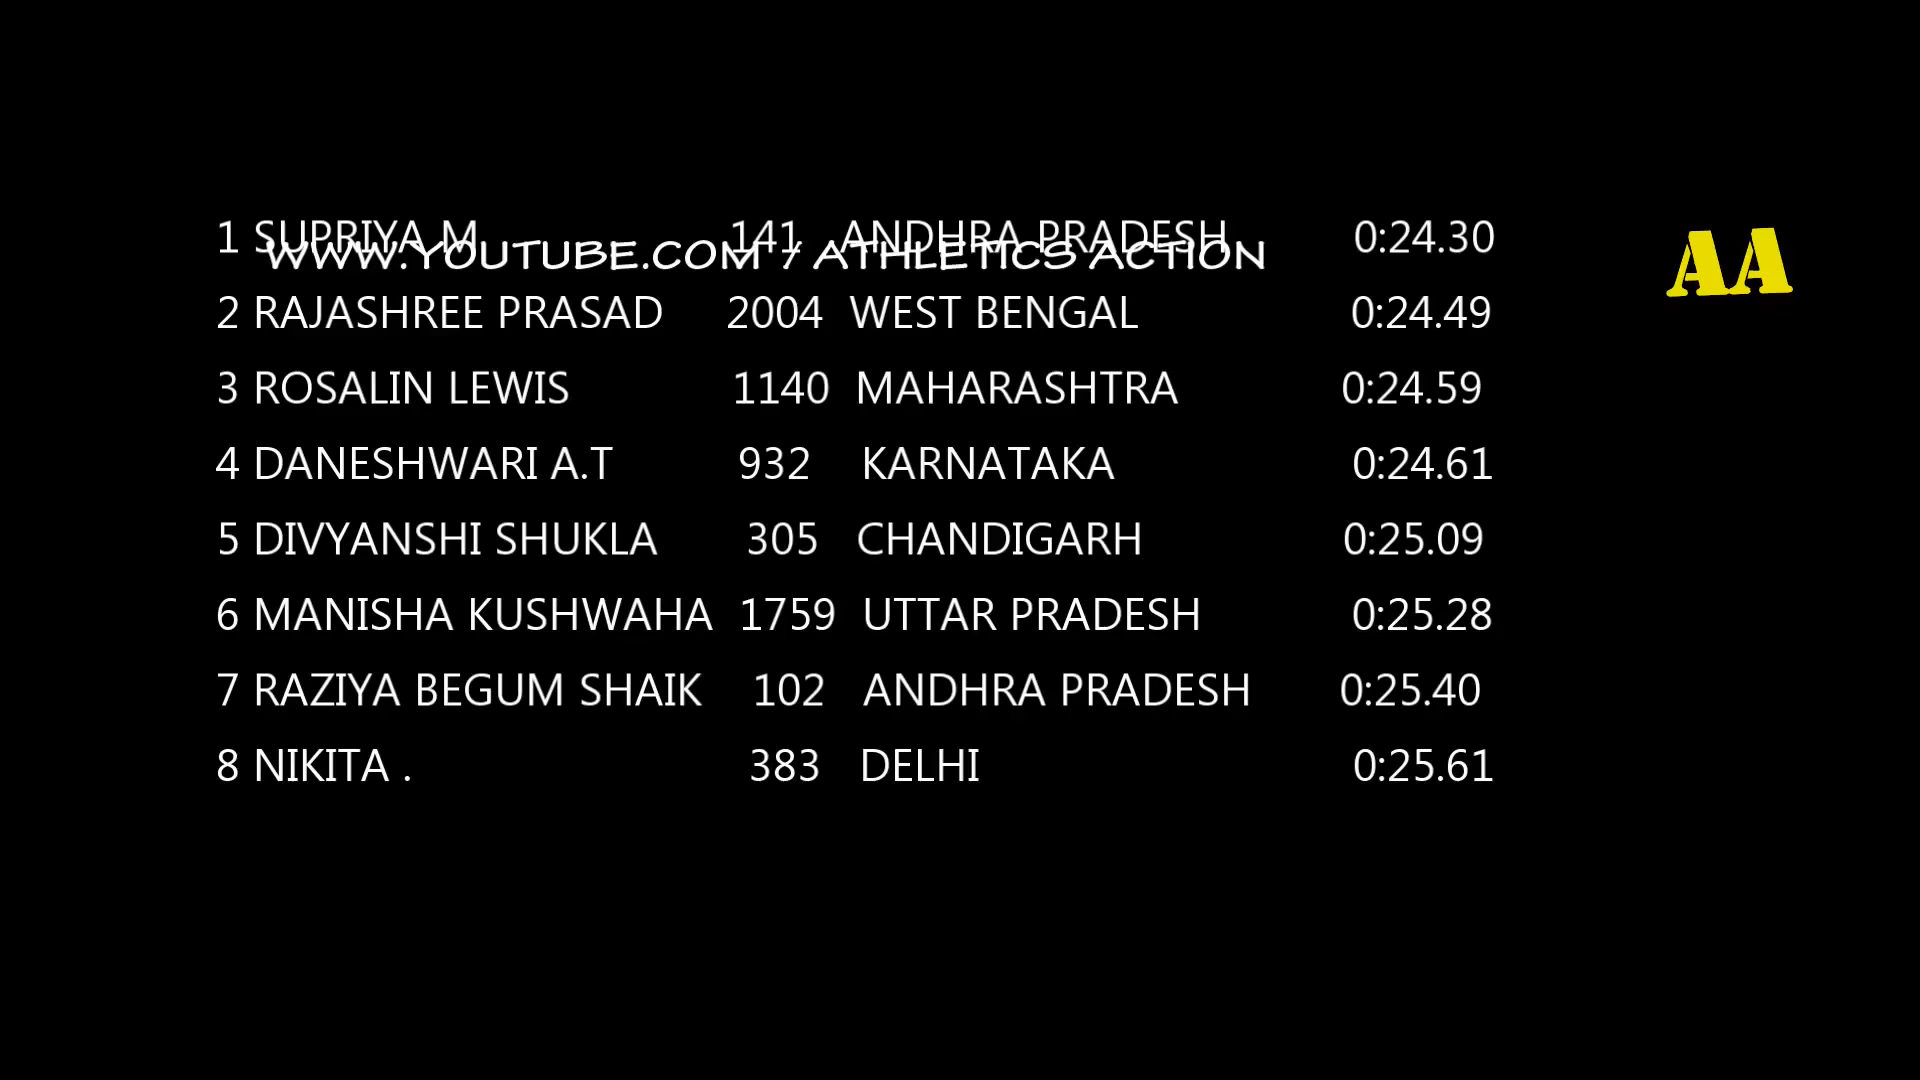 1 SUPRIYA M 141 ANDHRA PRADESH 0:24.30
WWW.YOUTUBE.COM / ATHLETICS ACTION
AA
2 RAJASHREE PRASAD 2004 WEST BENGAL 0:24.49
3 ROSALIN LEWIS 1140 MAHARASHTRA 0:24.59
4 DANESHWARI A.T 932 KARNATAKA 0:24.61
5 DIVYANSHI SHUKLA 305 CHANDIGARH 0:25.09
6 MANISHA KUSHWAHA 1759 UTTAR PRADESH 0:25.28
7 RAZIYA BEGUM SHAIK 102 ANDHRA PRADESH 0:25.40
8 NIKITA . 383 DELHI 0:25.61